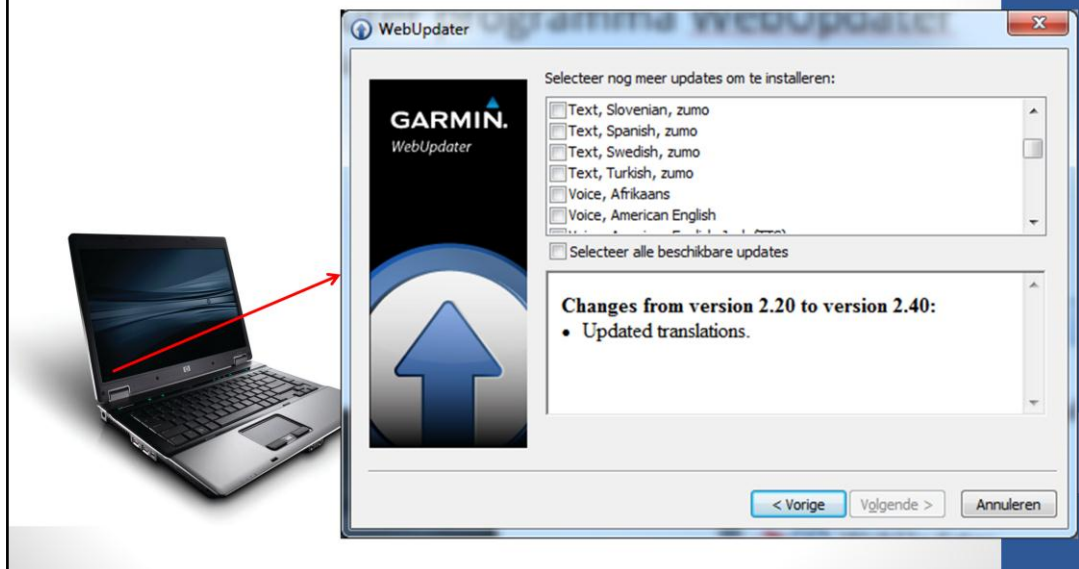 WebUpdater
GARMIN.
WebUpdater
Selecteer nog meer updates om te installeren:
Text, Slovenian, zumo
Text, Spanish, zumo
Text, Swedish, zumo
Text, Turkish, zumo
Voice, Afrikaans
Voice, American English
Selecteer alle beschikbare updates
Changes from version 2.20 to version 2.40:
• Updated translations.
< Vorige
Volgende >
Annuleren